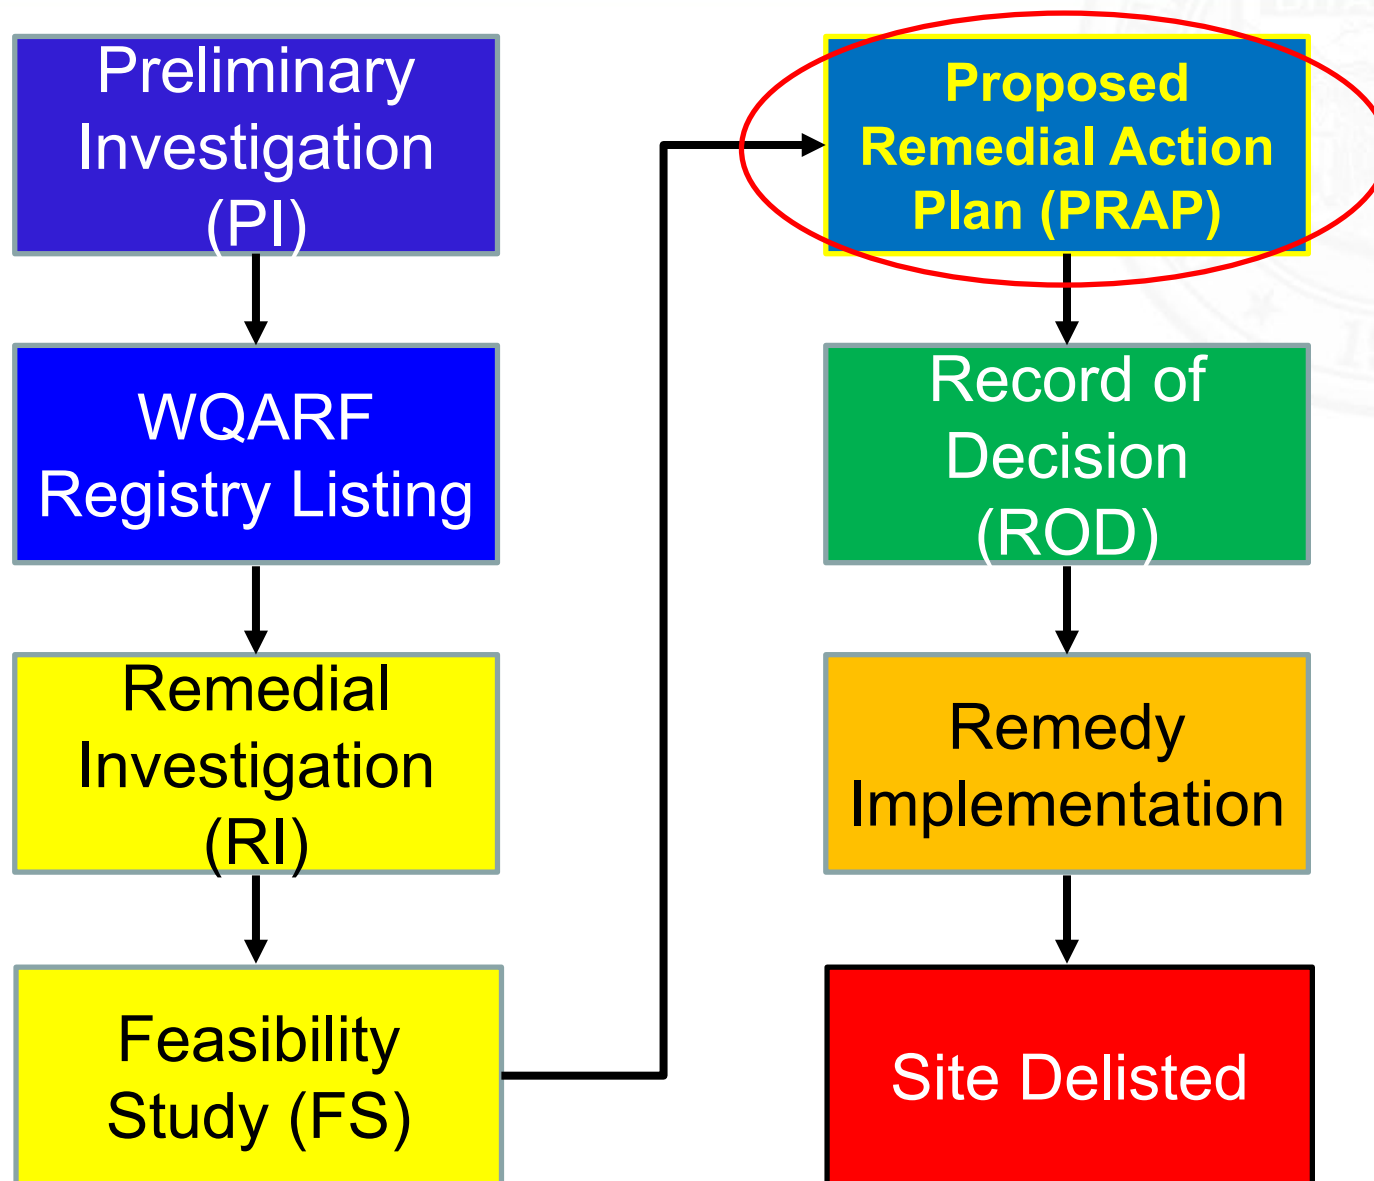 Preliminary
Investigation
(PI)
WQARF
Registry Listing
Remedial
Investigation
(RI)
Feasibility
Study (FS)
Proposed
Remedial Action
Plan (PRAP)
Record of
Decision
(ROD)
Remedy
Implementation
Site Delisted